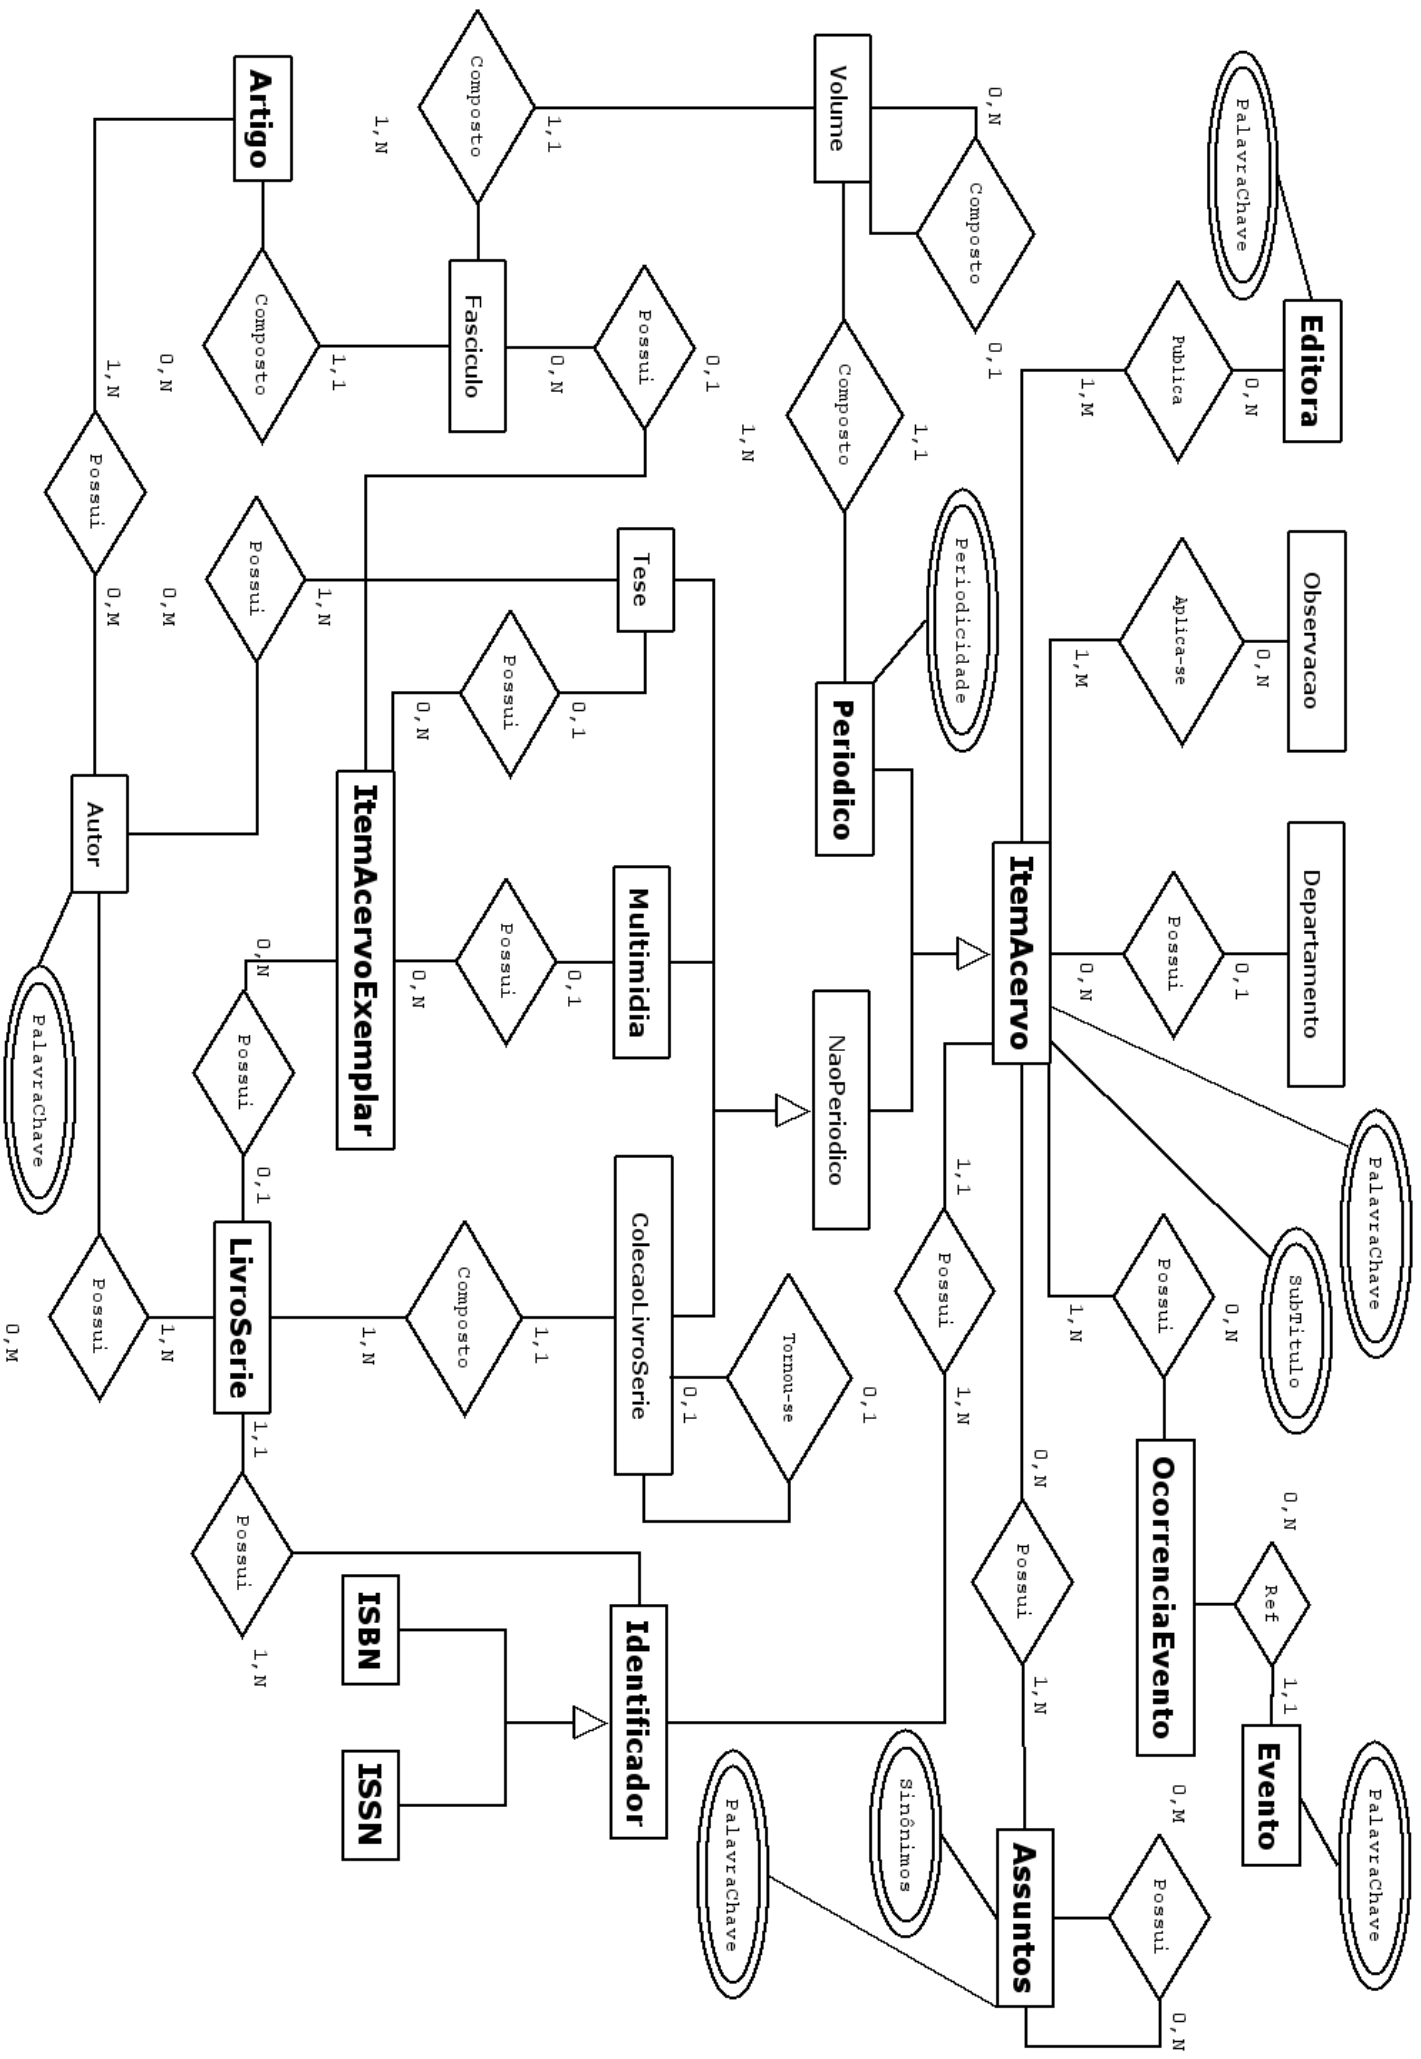 PalavraChave
PalavraChave
Editora
Observacao
Departamento
SubTitulo
Evento
0,N
0,N
0,1
0,N
0,N
1,1
Publica
Aplica-se
Possui
Possui
Ref
0,M
Possui
0,N
PalavraChave
OcorrenciaEvento
1,M
1,M
0,N
1,N
0,N
Composto
0,1
ItemAcervo
0,N
Possui
1,N
Assuntos
Periodicidade
1,1
Possui
1,N
Sinônimos
1,1
Volume
Composto
Periodico
NaoPeriodico
0,1
1,N
Tornou-se
PalavraChave
0,1
0,1
Possui
Tese
Multimidia
ColecaoLivroSerie
Identificador
1,1
0,N
0,1
0,1
1,1
Composto
Fasciculo
Possui
Possui
Composto
1,N
0,N
0,N
1,N
ISBN
ISSN
1,1
1,N
ItemAcervoExemplar
Artigo
Composto
Possui
0,N
0,1
1,1
1,N
Possui
LivroSerie
Possui
0,N
0,M
1,N
1,N
0,M
Possui
Autor
Possui
PalavraChave
0,M